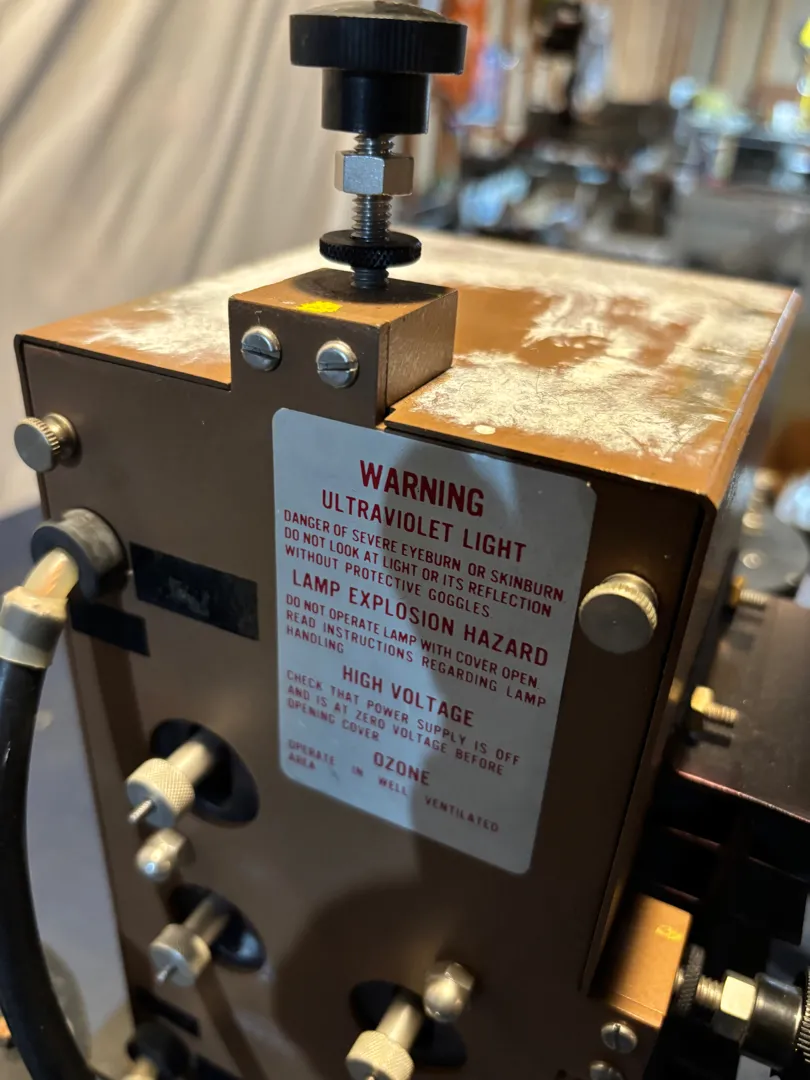 WARNING
ULTRAVIOLET LIGHT
DANGER OF SEVERE EYEBURN OR SKINBURN.
DO NOT LOOK AT LIGHT OR ITS REFLECTION
WITHOUT PROTECTIVE GOGGLES.
LAMP EXPLOSION HAZARD
DO NOT OPERATE LAMP WITH COVER OPEN.
READ INSTRUCTIONS REGARDING LAMP
HANDLING
HIGH VOLTAGE
CHECK THAT POWER SUPPLY IS OFF
AND IS AT ZERO VOLTAGE BEFORE
OPENING COVER
OZONE
OPERATE IN WELL VENTILATED
AREA